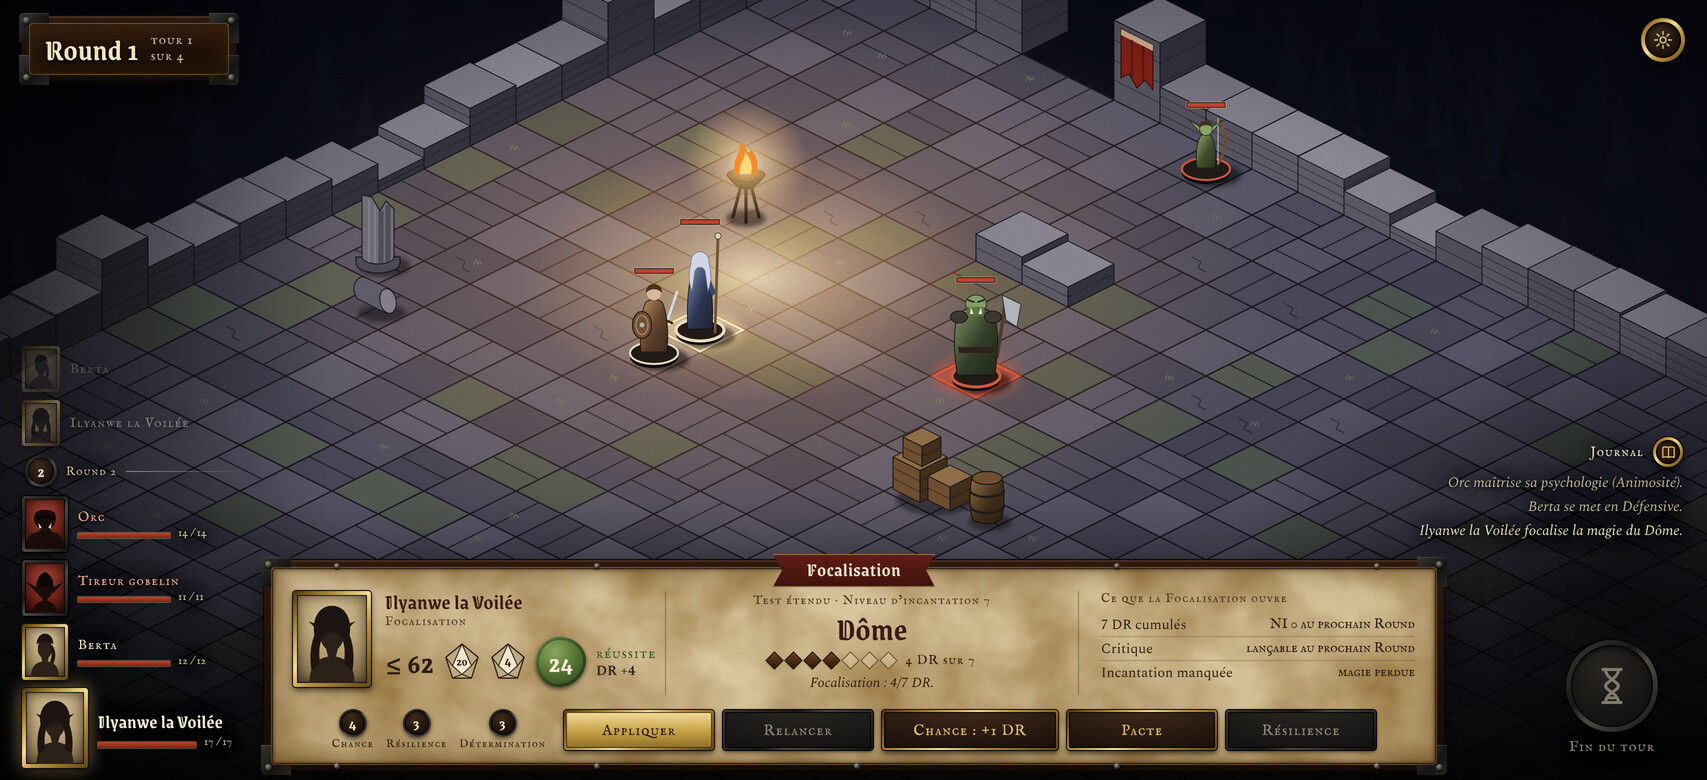 Round 1
TOUR 1
SUR 4
BERTA
ILYANWE LA VOILÉE
2 ROUND 2
ORC
14/14
TIREUR GOBELIN
11/11
BERTA
12/12
Ilyanwe la Voilée
17/17
JOURNAL
Orc maîtrise sa psychologie (Animosité).
Berta se met en Défensive.
Ilyanwe la Voilée focalise la magie du Dôme.
Focalisation
Ilyanwe la Voilée
FOCALISATION
≤ 62 20 4 24 RÉUSSITE
DR +4
TEST ÉTENDU · NIVEAU D'INCANTATION 7
Dôme
4 DR SUR 7
Focalisation : 4/7 DR.
CE QUE LA FOCALISATION OUVRE
7 DR cumulés NI 0 AU PROCHAIN ROUND
Critique LANÇABLE AU PROCHAIN ROUND
Incantation manquée MAGIE PERDUE
4 3 3
CHANCE RÉSILIENCE DÉTERMINATION
APPLIQUER
RELANCER
CHANCE : +1 DR
PACTE
RÉSILIENCE
FIN DU TOUR